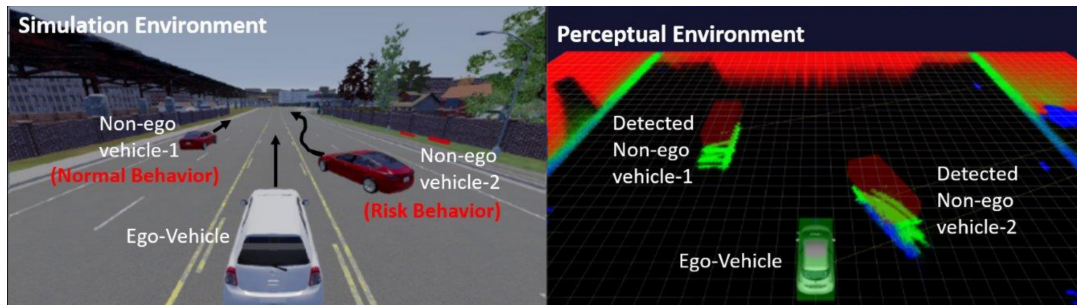 Simulation Environment
Non-ego
vehicle-1
(Normal Behavior)
Non-ego
vehicle-2
(Risk Behavior)
Ego-Vehicle
Perceptual Environment
Detected
Non-ego
vehicle-1
Detected
Non-ego
vehicle-2
Ego-Vehicle